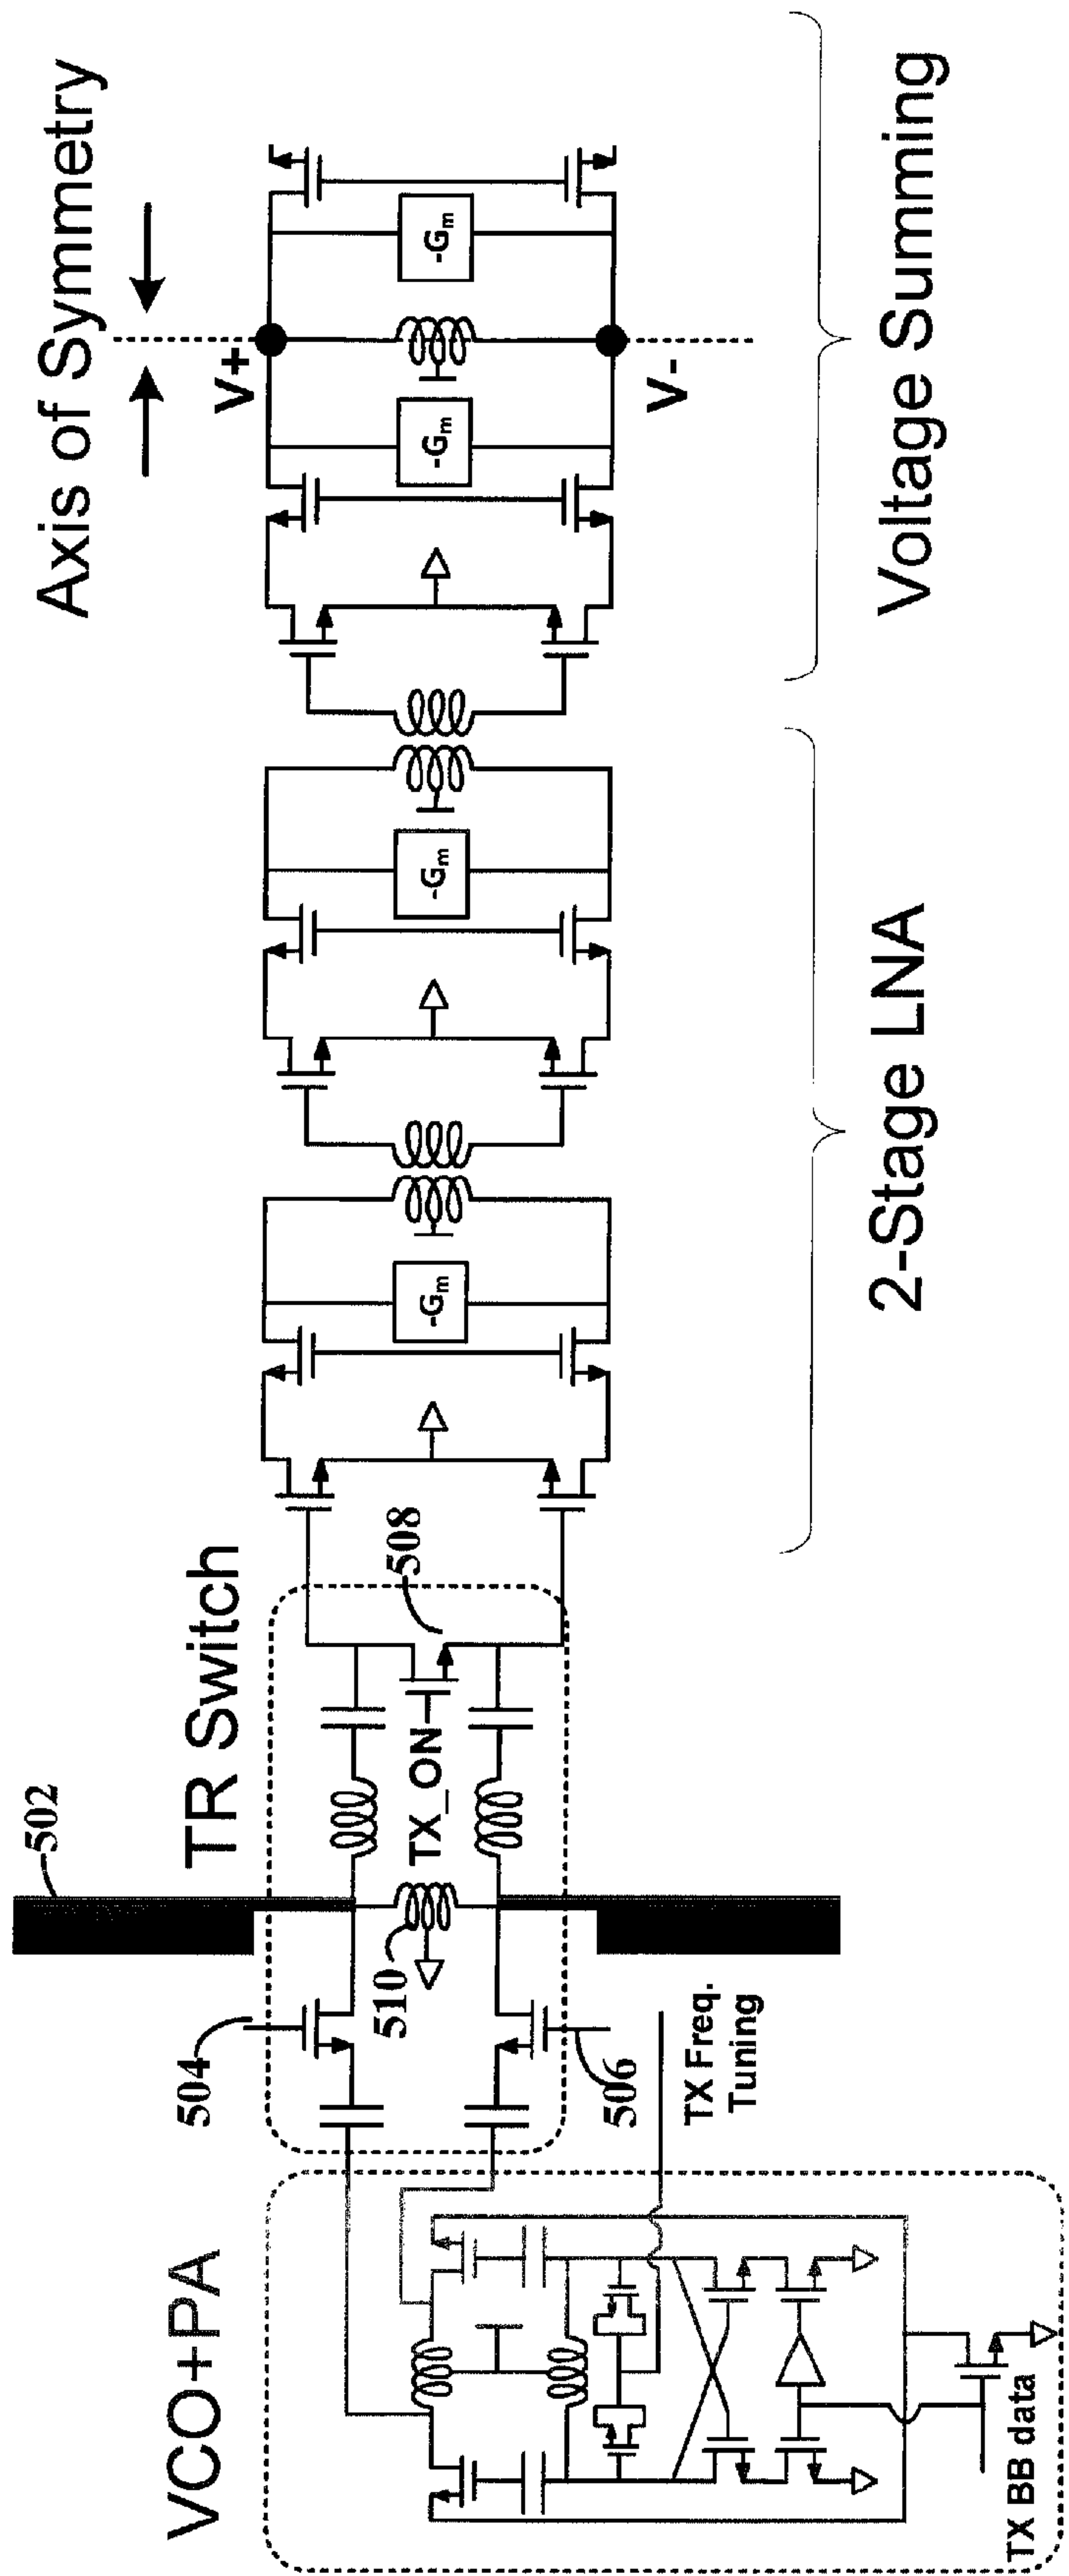 Axis of Symmetry
V+
V-
-Gm
-Gm
Voltage Summing
-Gm
-Gm
2-Stage LNA
TR Switch
502
504
506
508
510
TX_ON
VCO+PA
TX Freq.
Tuning
TX BB data